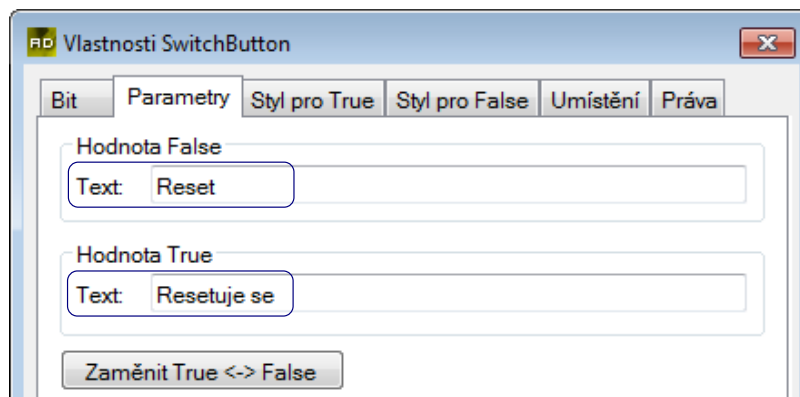 RD Vlastnosti SwitchButton
Bit Parametry Styl pro True Styl pro False Umístění Práva
Hodnota False
Text: Reset
Hodnota True
Text: Resetuje se
Zaměnit True <-> False